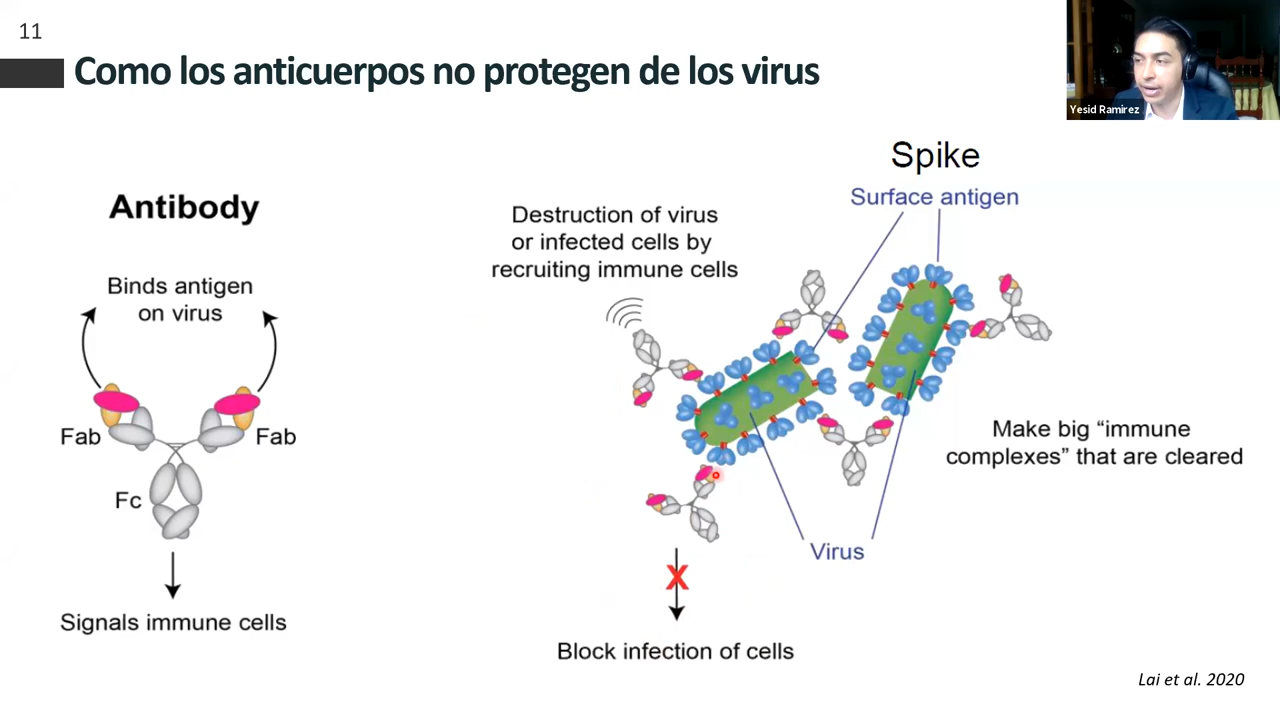 11
Como los anticuerpos no protegen de los virus
Yesid Ramirez
Antibody
Binds antigen
on virus
Fab
Fab
Fc
Signals immune cells
Destruction of virus
or infected cells by
recruiting immune cells
Spike
Surface antigen
Make big “immune
complexes” that are cleared
Virus
X
Block infection of cells
Lai et al. 2020